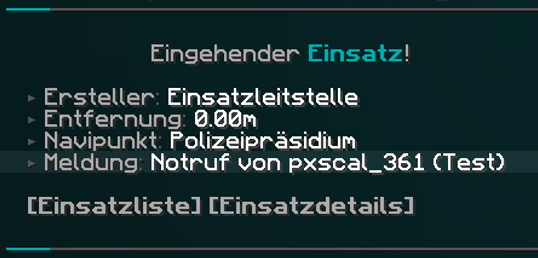 Eingehender Einsatz!
▸ Ersteller: Einsatzleitstelle
▸ Entfernung: 0.00m
▸ Navipunkt: Polizeipräsidium
▸ Meldung: Notruf von pxscal_361 (Test)
[Einsatzliste] [Einsatzdetails]